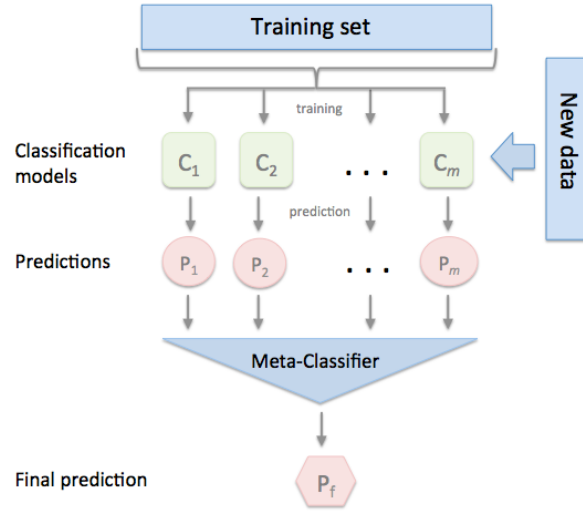 Training set
training
New data
Classification
models
C1 C2 . . . Cm
prediction
Predictions
P1 P2 . . . Pm
Meta-Classifier
Final prediction
Pf